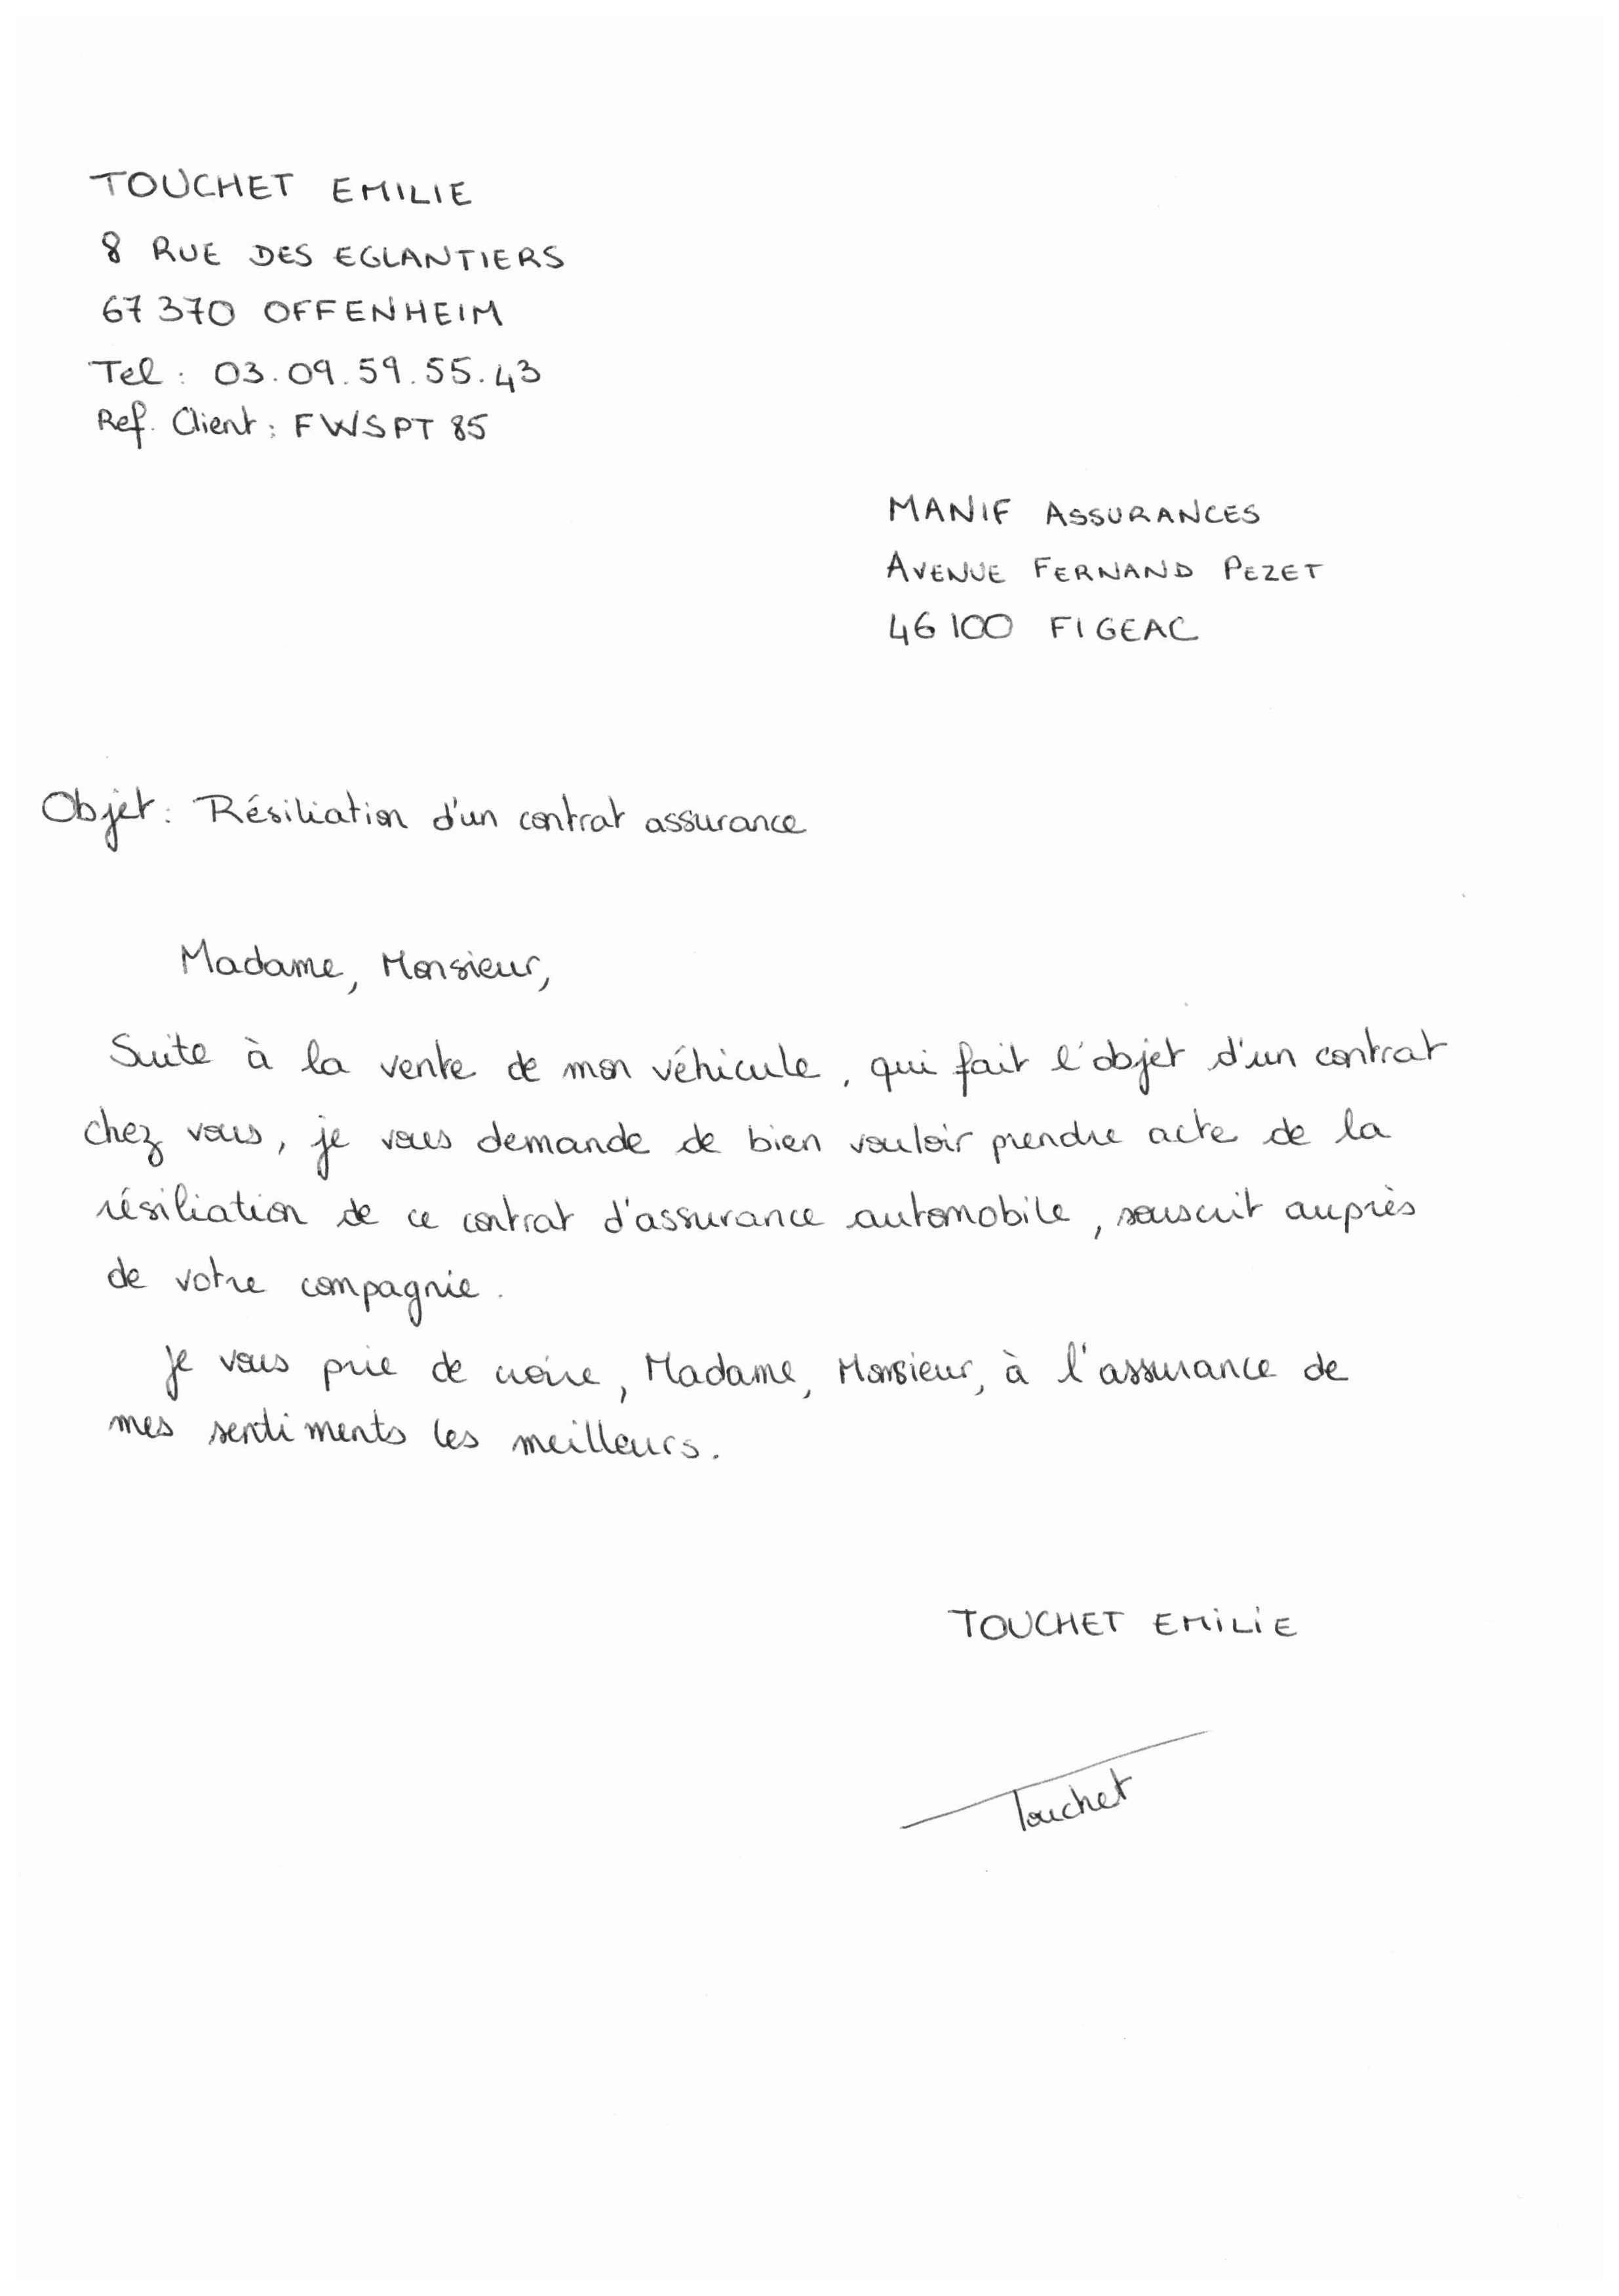 TOUCHET EMILIE
8 RUE DES EGLANTIERS
67370 OFFENHEIM
Tel : 03.09.59.55.43
Ref. Client : FWSPT 85
MANIF ASSURANCES
AVENUE FERNAND PEZET
46100 FIGEAC
Objet : Résiliation d'un contrat assurance
Madame, Monsieur,
Suite à la vente de mon véhicule, qui fait l'objet d'un contrat
chez vous, je vous demande de bien vouloir prendre acte de la
résiliation de ce contrat d'assurance automobile, souscrit auprès
de votre compagnie.
Je vous prie de croire, Madame, Monsieur, à l'assurance de
mes sentiments les meilleurs.
TOUCHET EMILIE
Touchet